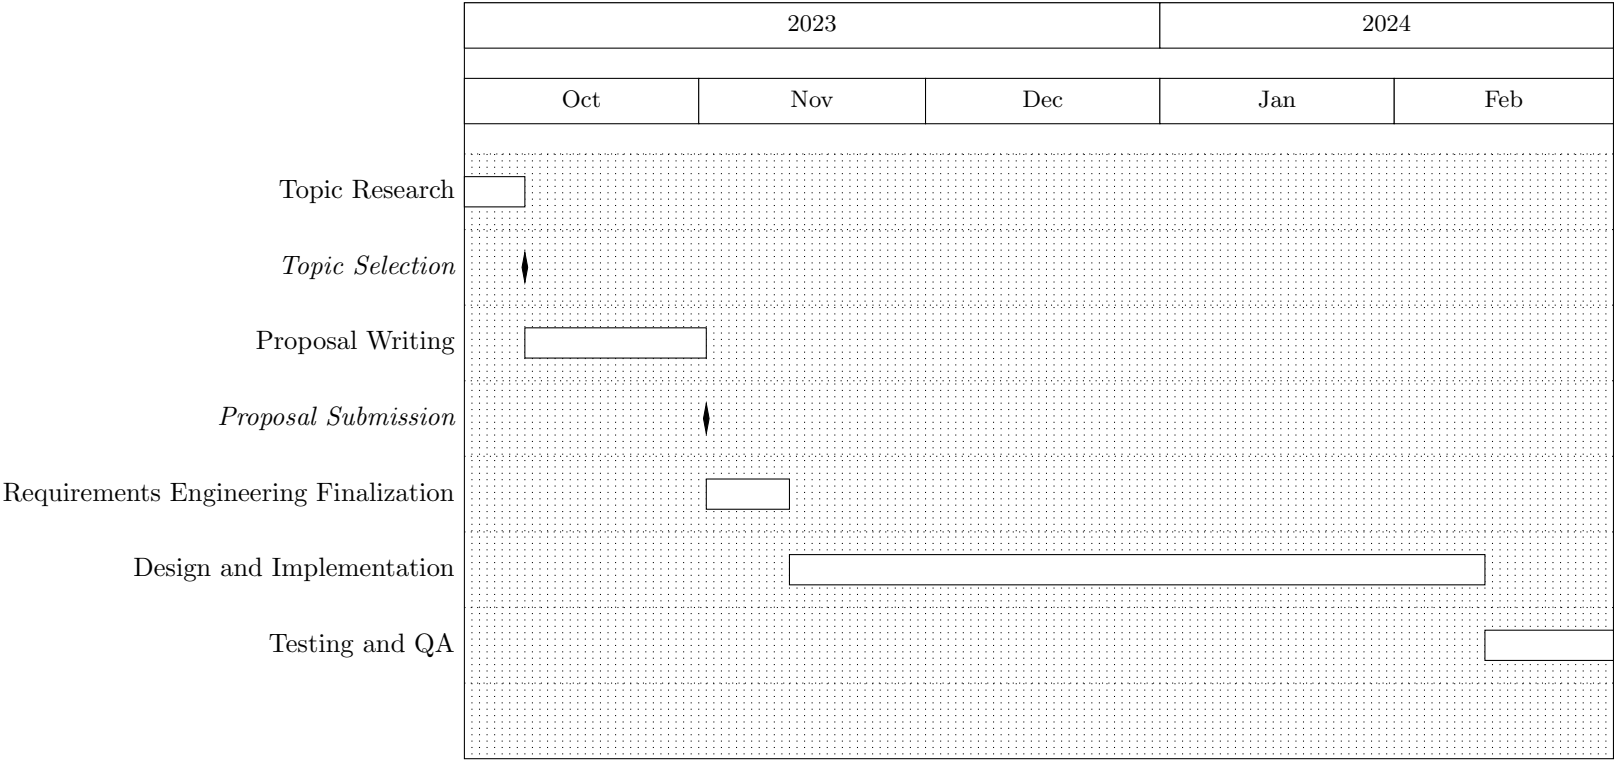 2023 2024
Oct Nov Dec Jan Feb
Topic Research
Topic Selection
Proposal Writing
Proposal Submission
Requirements Engineering Finalization
Design and Implementation
Testing and QA